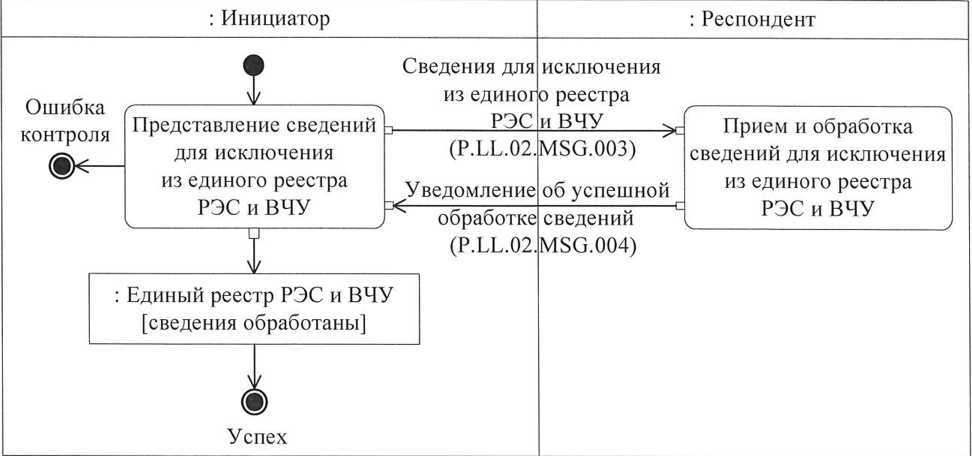 : Инициатор
: Респондент
Ошибка
контроля
Представление сведений
для исключения
из единого реестра
РЭС и ВЧУ
Сведения для исключения
из единого реестра
РЭС и ВЧУ
(P.LL.02.MSG.003)
Прием и обработка
сведений для исключения
из единого реестра
РЭС и ВЧУ
Уведомление об успешной
обработке сведений
(P.LL.02.MSG.004)
: Единый реестр РЭС и ВЧУ
[сведения обработаны]
Успех